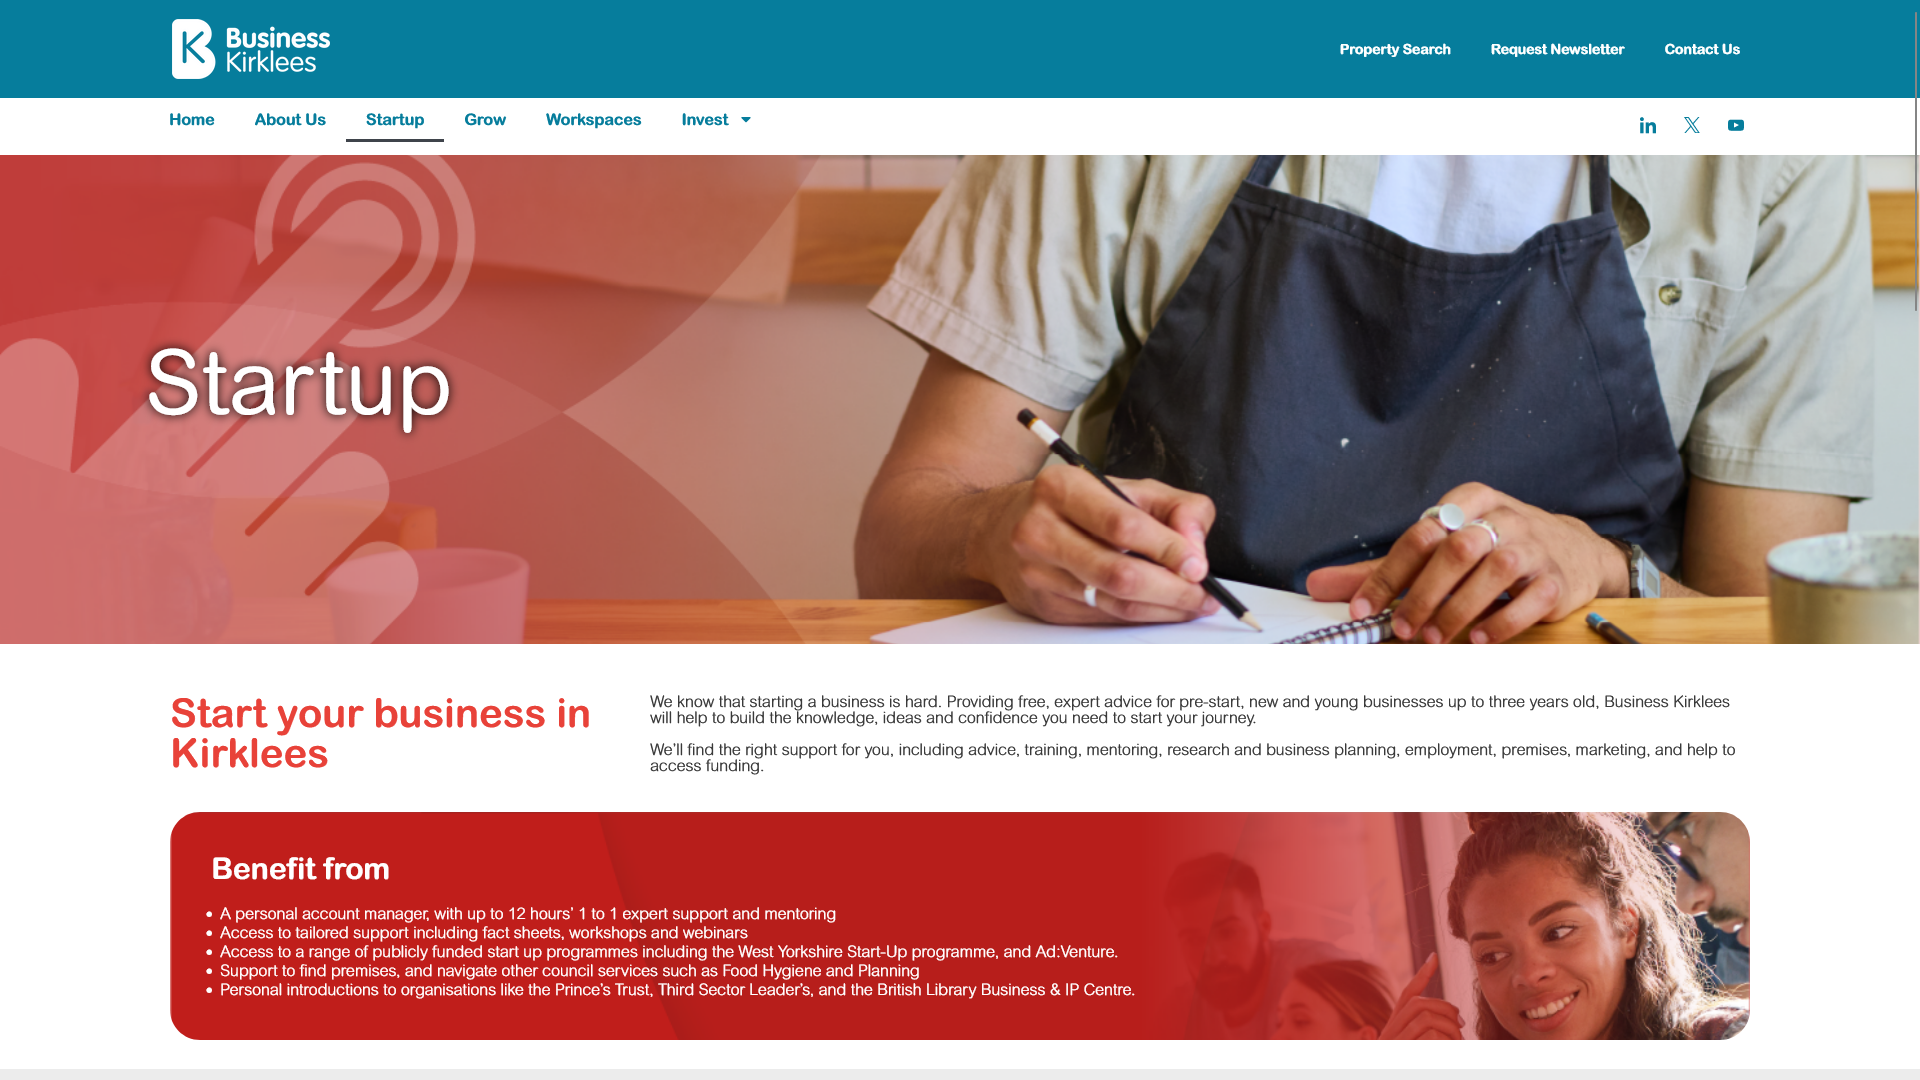 Business
Kirklees
Property Search
Request Newsletter
Contact Us
Home
About Us
Startup
Grow
Workspaces
Invest
Startup
Start your business in
Kirklees
We know that starting a business is hard. Providing free, expert advice for pre-start, new and young businesses up to three years old, Business Kirklees
will help to build the knowledge, ideas and confidence you need to start your journey.
We’ll find the right support for you, including advice, training, mentoring, research and business planning, employment, premises, marketing, and help to
access funding.
Benefit from
• A personal account manager, with up to 12 hours’ 1 to 1 expert support and mentoring
• Access to tailored support including fact sheets, workshops and webinars
• Access to a range of publicly funded start up programmes including the West Yorkshire Start-Up programme, and Ad:Venture.
• Support to find premises, and navigate other council services such as Food Hygiene and Planning
• Personal introductions to organisations like the Prince’s Trust, Third Sector Leader’s, and the British Library Business & IP Centre.